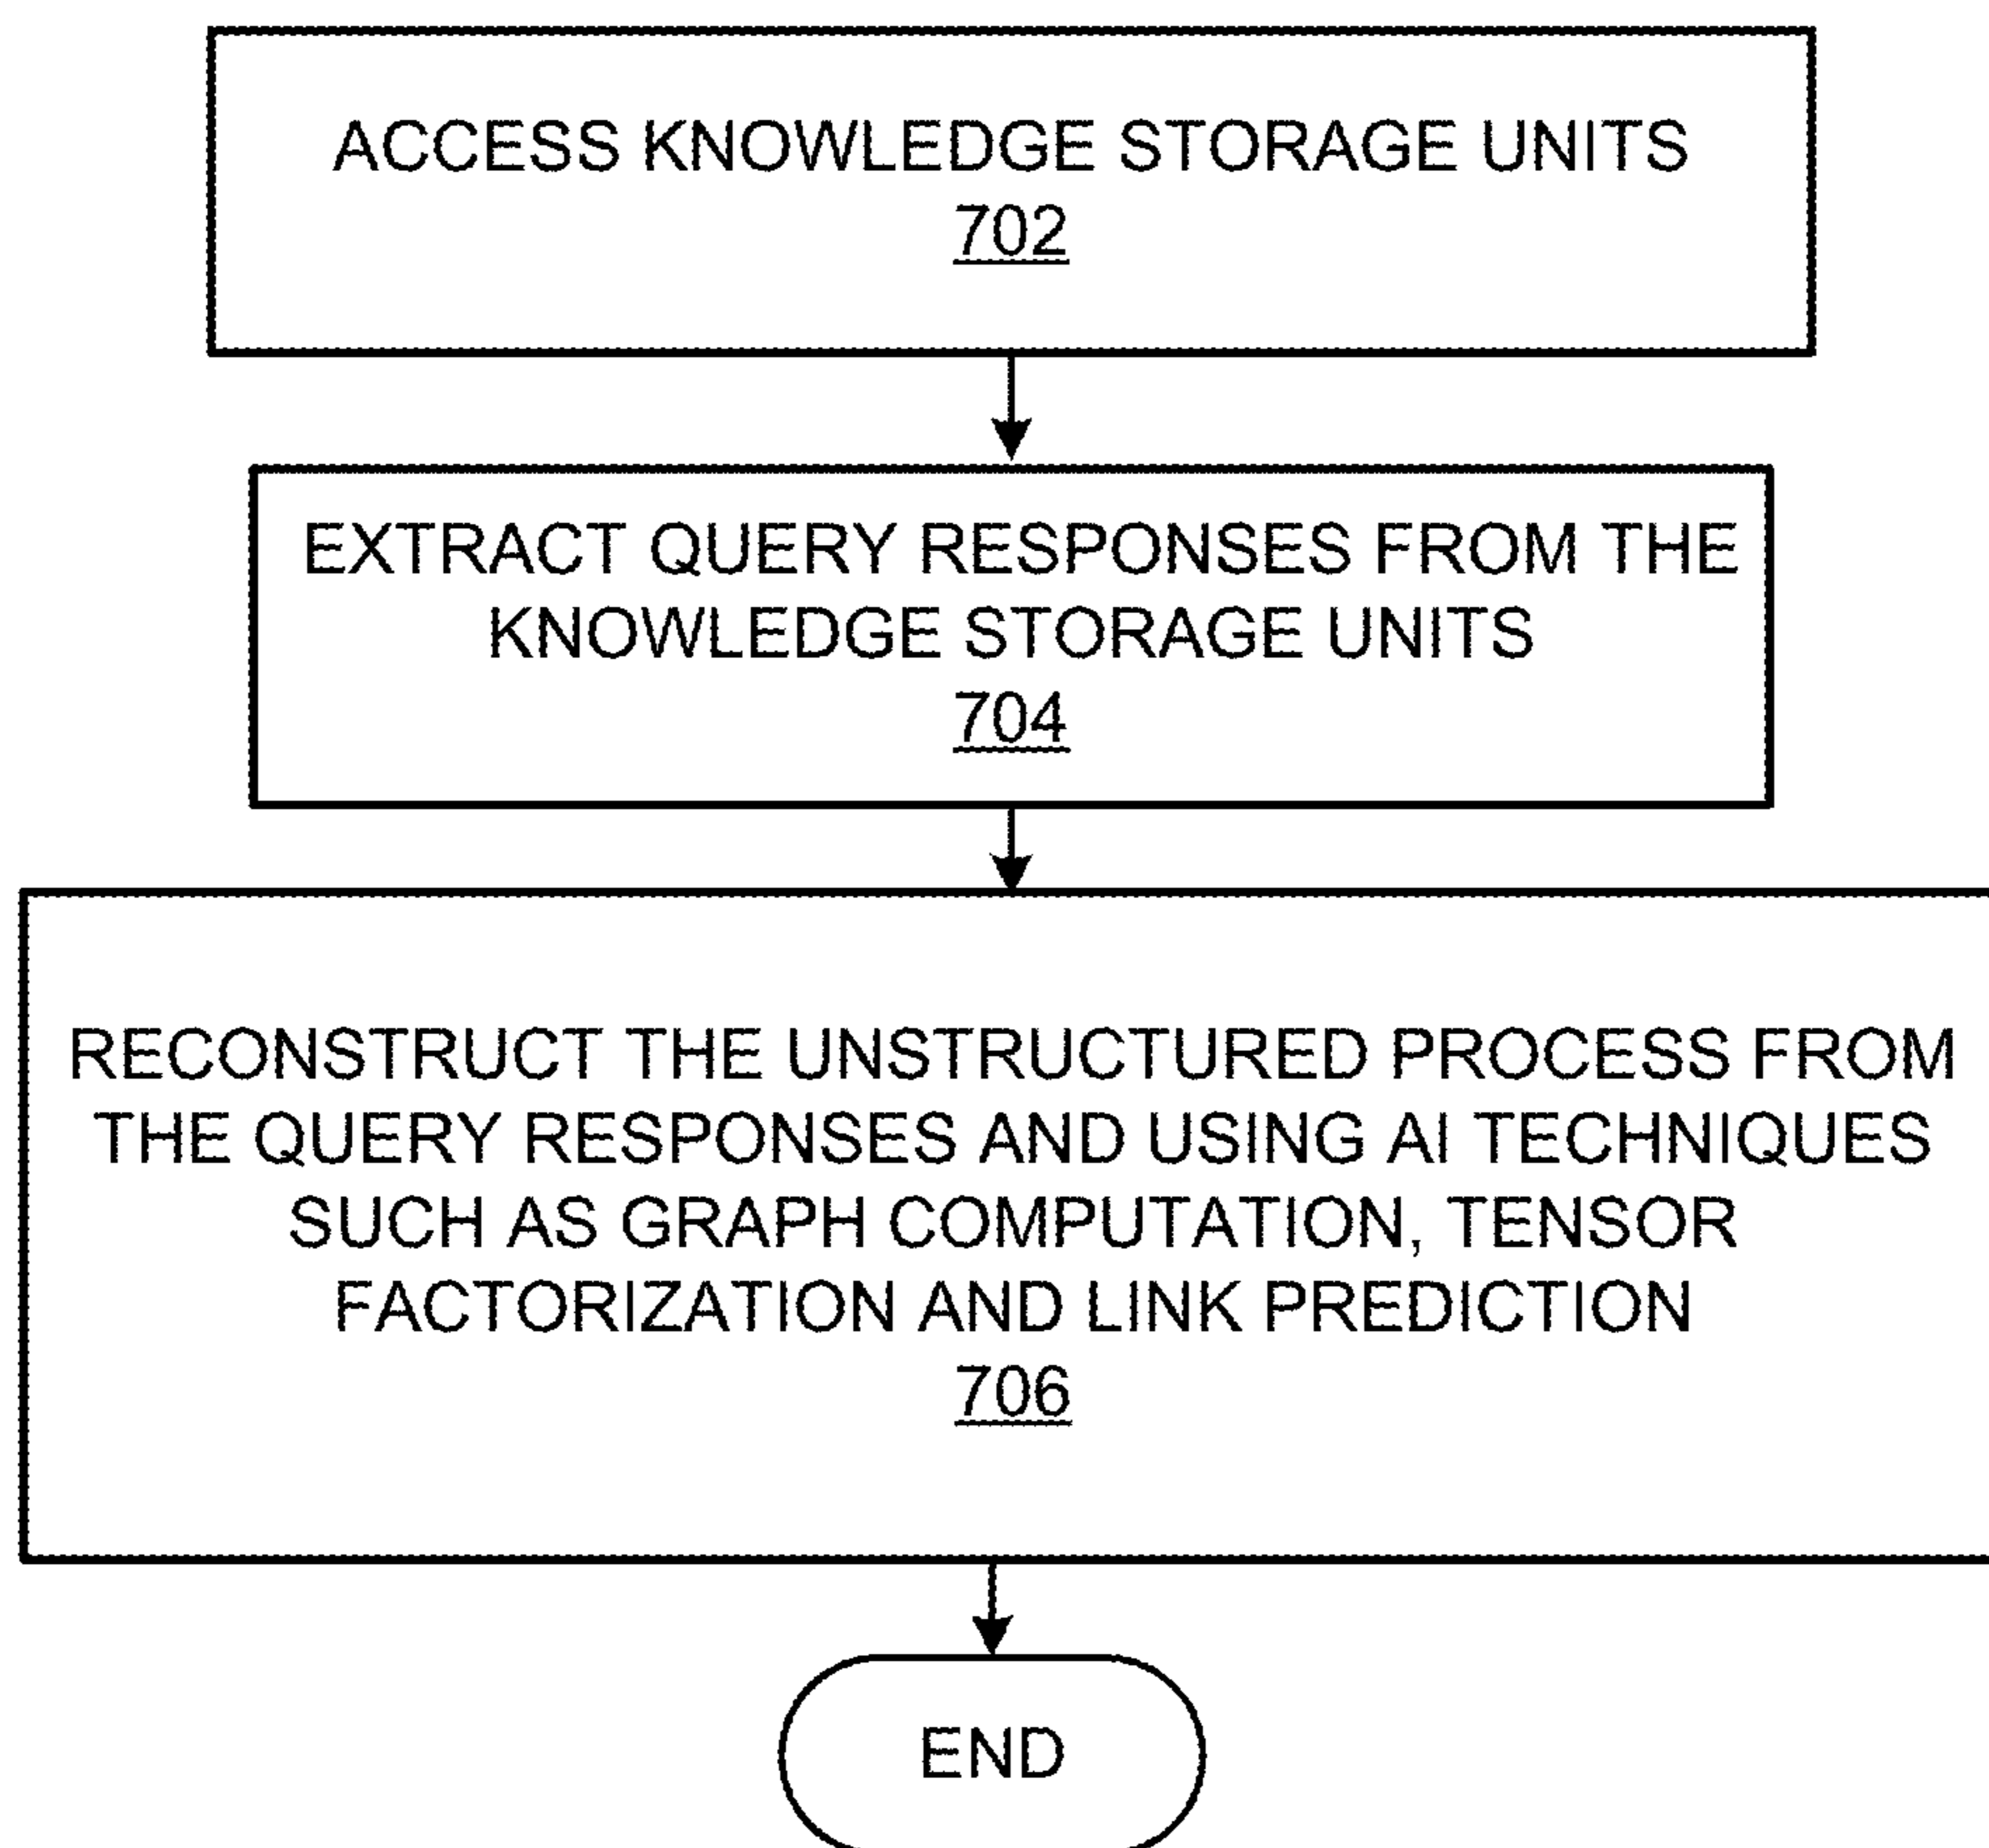 ACCESS KNOWLEDGE STORAGE UNITS
702
EXTRACT QUERY RESPONSES FROM THE
KNOWLEDGE STORAGE UNITS
704
RECONSTRUCT THE UNSTRUCTURED PROCESS FROM
THE QUERY RESPONSES AND USING AI TECHNIQUES
SUCH AS GRAPH COMPUTATION, TENSOR
FACTORIZATION AND LINK PREDICTION
706
END